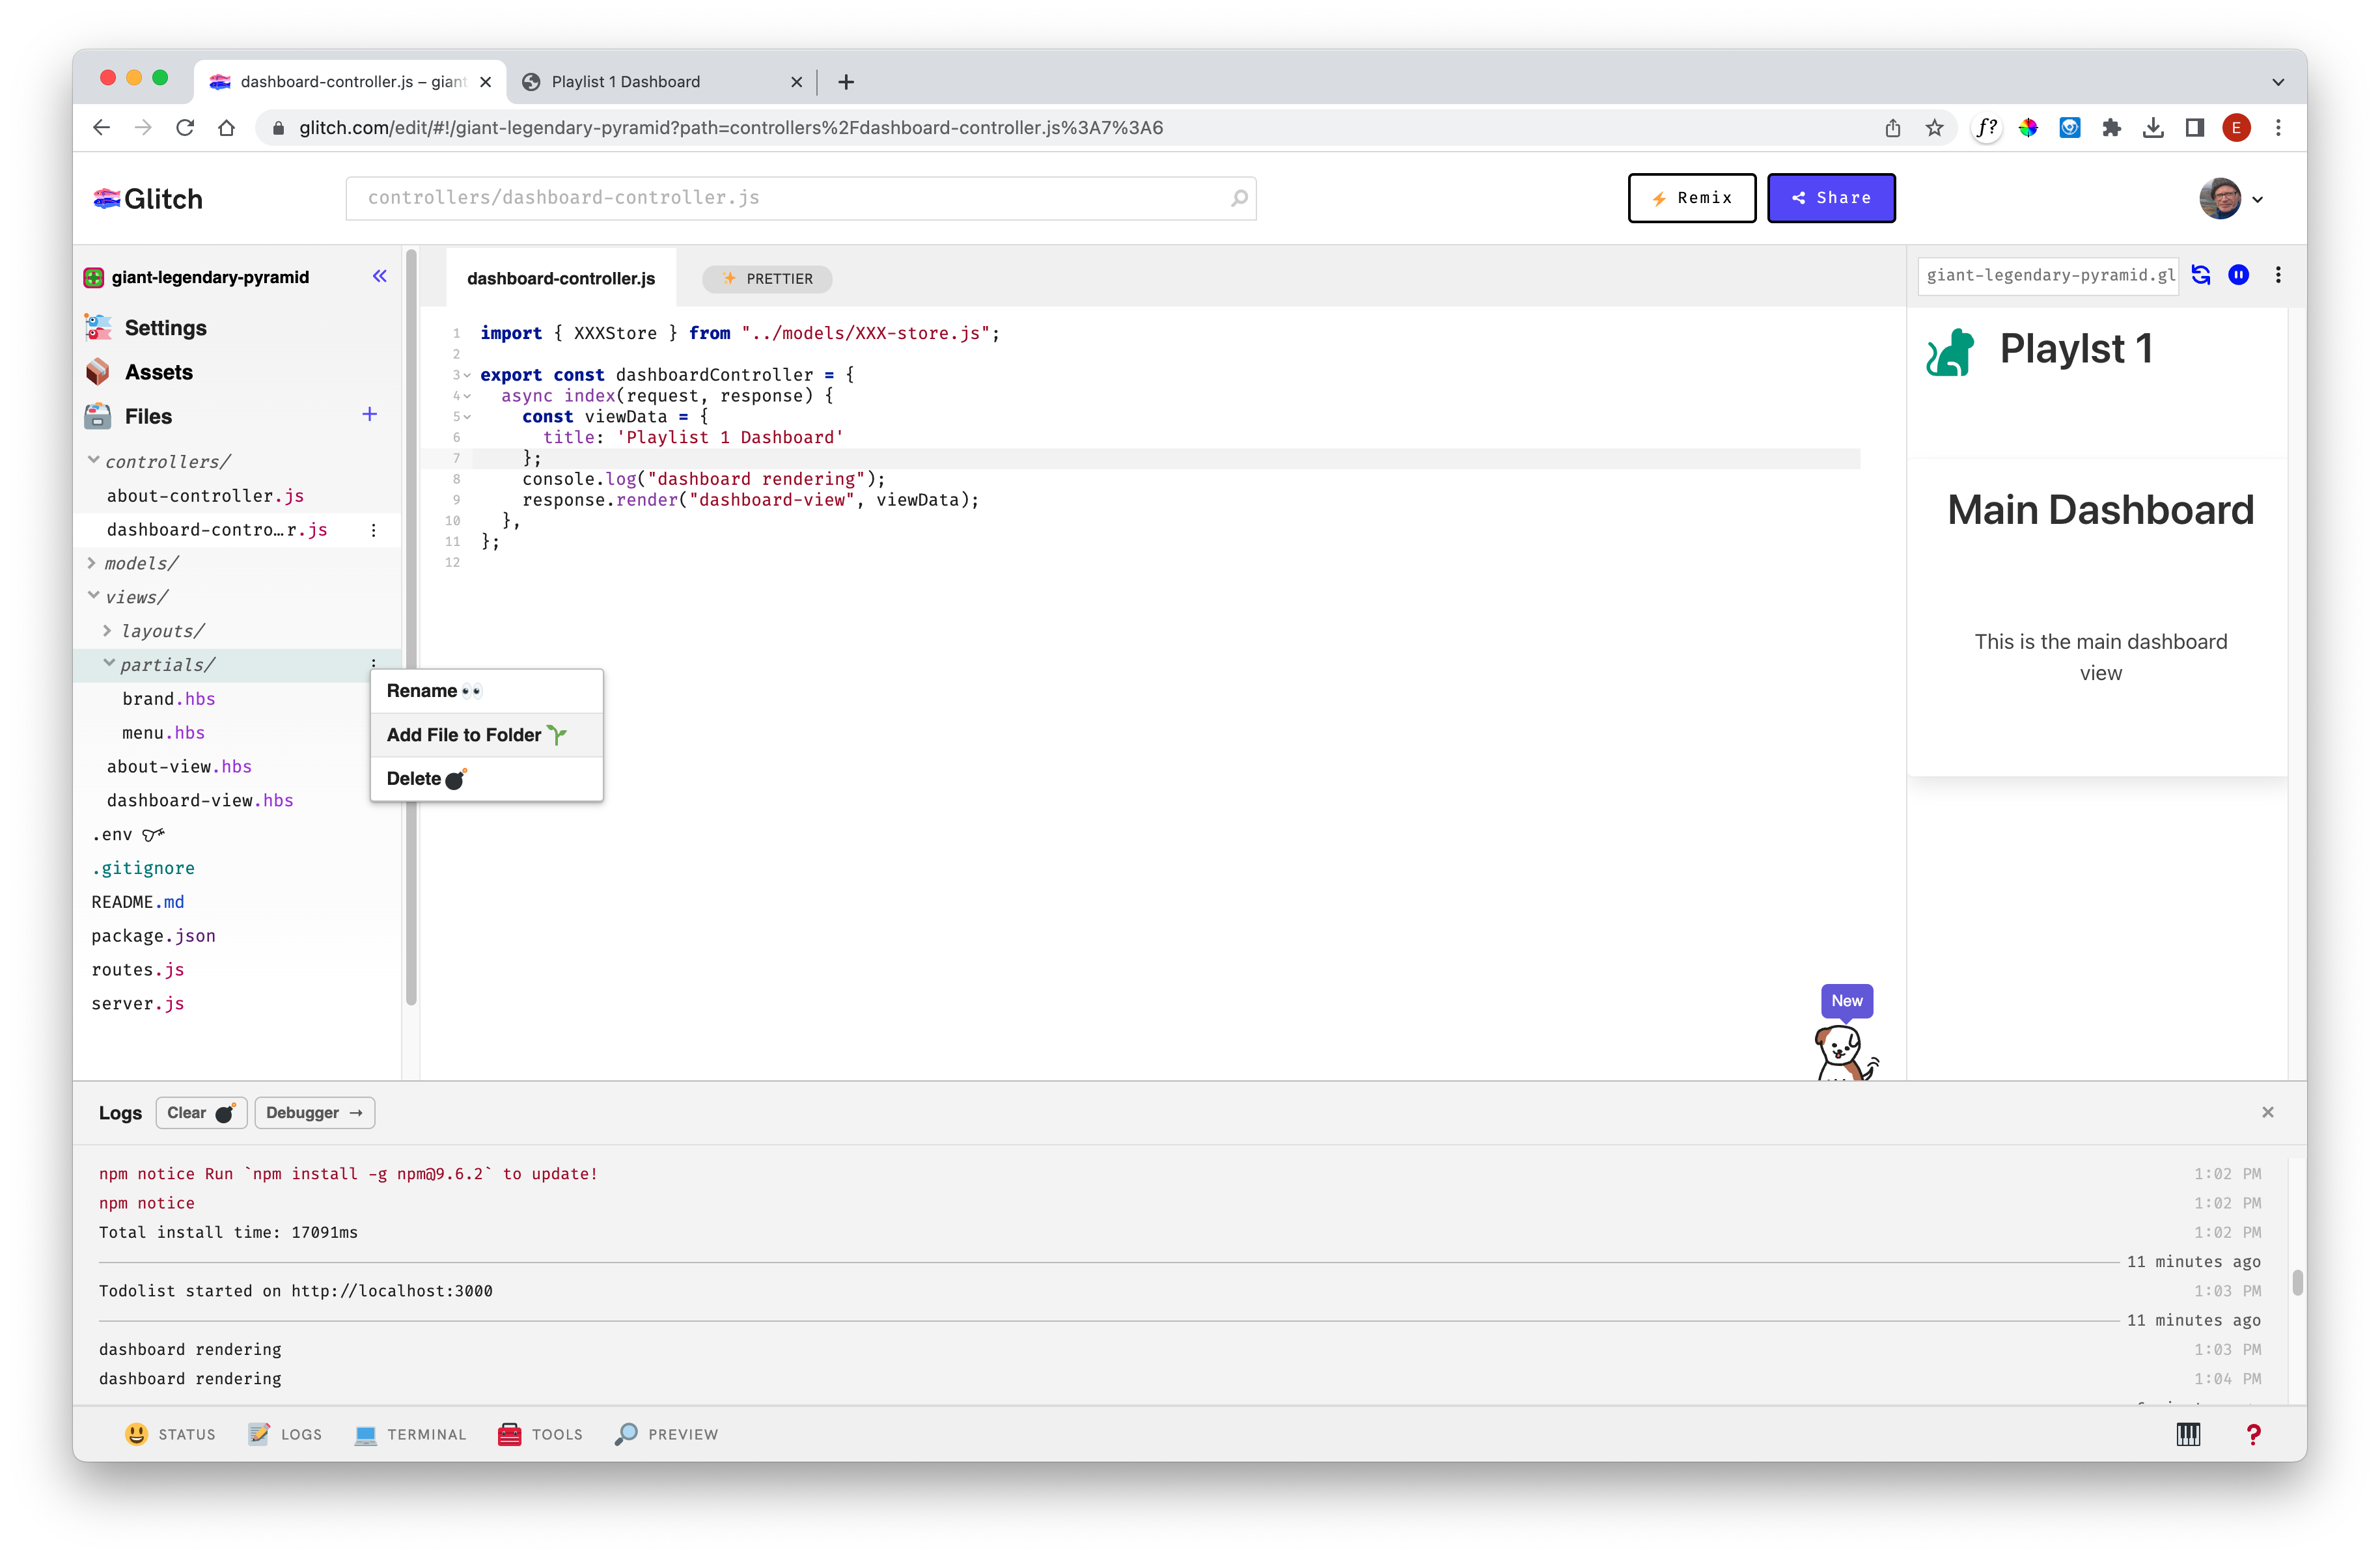 dashboard-controller.js – giant
Playlist 1 Dashboard
glitch.com/edit/#!/giant-legendary-pyramid?path=controllers%2Fdashboard-controller.js%3A7%3A6
f?
E
Glitch
controllers/dashboard-controller.js
Remix
Share
giant-legendary-pyramid
Settings
Assets
Files
controllers/
about-controller.js
dashboard-contro…r.js
models/
views/
layouts/
partials/
brand.hbs
menu.hbs
about-view.hbs
dashboard-view.hbs
.env
.gitignore
README.md
package.json
routes.js
server.js
Rename
Add File to Folder
Delete
dashboard-controller.js
PRETTIER
1 import { XXXStore } from "../models/XXX-store.js";
2
3 export const dashboardController = {
4 async index(request, response) {
5 const viewData = {
6 title: 'Playlist 1 Dashboard'
7 };
8 console.log("dashboard rendering");
9 response.render("dashboard-view", viewData);
10 },
11 };
12
New
giant-legendary-pyramid.gl
Playlst 1
Main Dashboard
This is the main dashboard
view
Logs
Clear
Debugger →
npm notice Run `npm install -g npm@9.6.2` to update! 1:02 PM
npm notice 1:02 PM
Total install time: 17091ms 1:02 PM
11 minutes ago
Todolist started on http://localhost:3000 1:03 PM
11 minutes ago
dashboard rendering 1:03 PM
dashboard rendering 1:04 PM
STATUS
LOGS
TERMINAL
TOOLS
PREVIEW
?